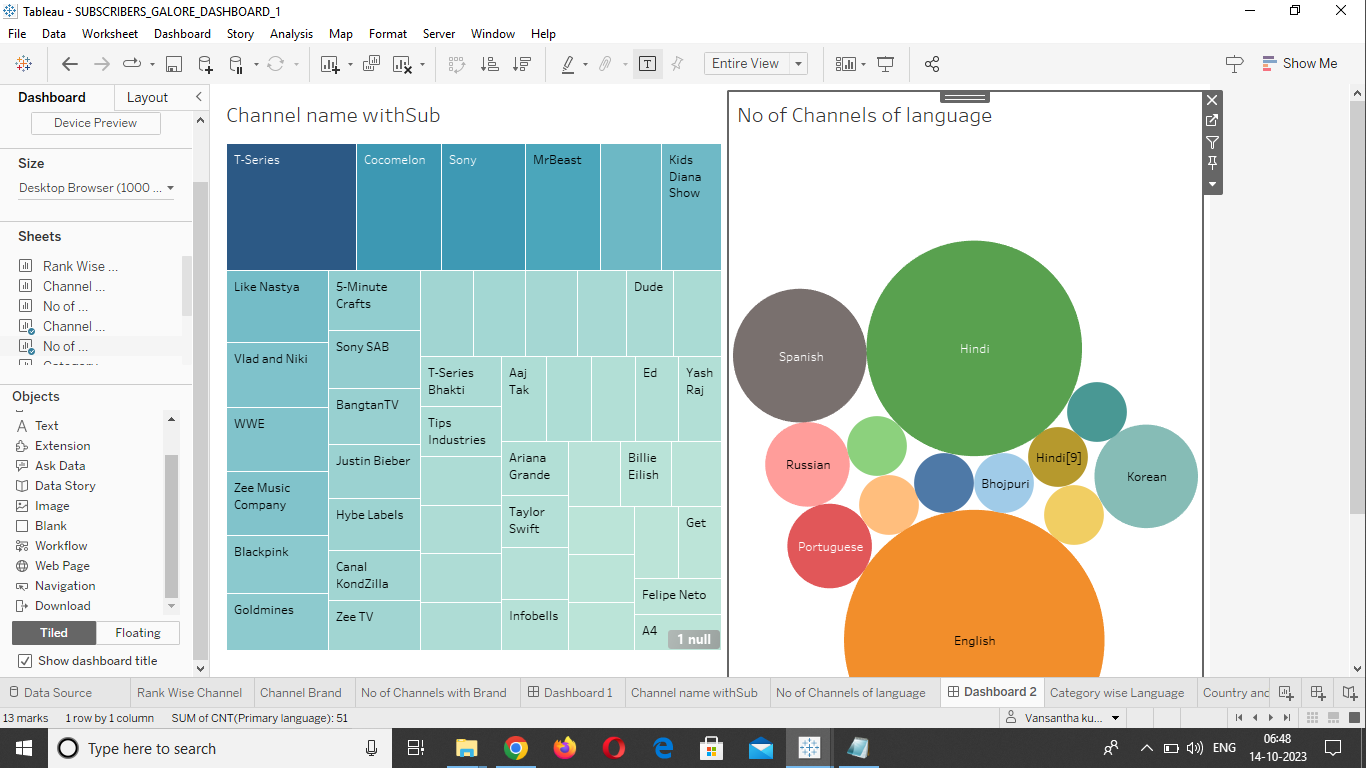 Tableau - SUBSCRIBERS_GALORE_DASHBOARD_1
File Data Worksheet Dashboard Story Analysis Map Format Server Window Help
Entire View
Show Me
Dashboard Layout
Device Preview
Size
Desktop Browser (1000 ...
Sheets
Rank Wise ...
Channel ...
No of ...
Channel ...
No of ...
Objects
Text
Extension
Ask Data
Data Story
Image
Blank
Workflow
Web Page
Navigation
Download
Tiled Floating
Show dashboard title
Channel name withSub
T-Series
Cocomelon
Sony
MrBeast
Kids
Diana
Show
Like Nastya
Vlad and Niki
WWE
Zee Music
Company
Blackpink
Goldmines
5-Minute
Crafts
Sony SAB
BangtanTV
Justin Bieber
Hybe Labels
Canal
KondZilla
Zee TV
Dude
T-Series
Bhakti
Tips
Industries
Aaj
Tak
Ed
Yash
Raj
Ariana
Grande
Billie
Eilish
Taylor
Swift
Get
Infobells
Felipe Neto
A4
1 null
No of Channels of language
Spanish
Hindi
Russian
Hindi[9]
Bhojpuri
Korean
Portuguese
English
Data Source Rank Wise Channel Channel Brand No of Channels with Brand Dashboard 1 Channel name withSub No of Channels of language Dashboard 2 Category wise Language Country and
13 marks 1 row by 1 column SUM of CNT(Primary language): 51 Vansantha ku...
Type here to search
ENG
06:48
14-10-2023